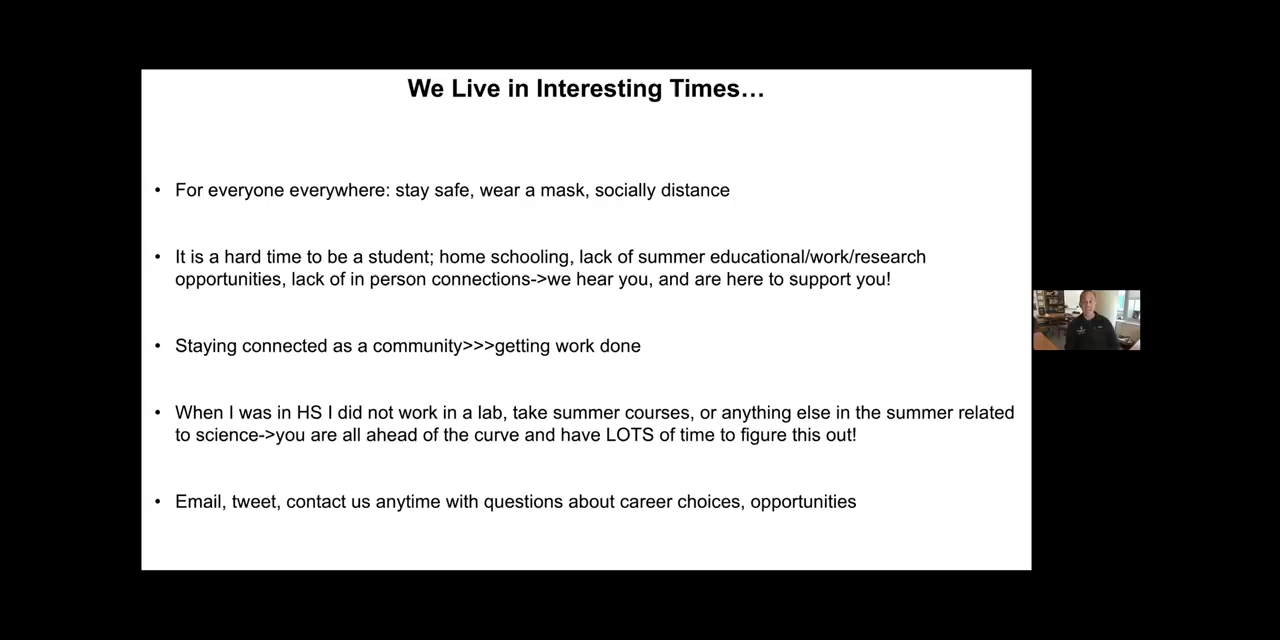 We Live in Interesting Times…
• For everyone everywhere: stay safe, wear a mask, socially distance
• It is a hard time to be a student; home schooling, lack of summer educational/work/research
opportunities, lack of in person connections->we hear you, and are here to support you!
• Staying connected as a community>>>getting work done
• When I was in HS I did not work in a lab, take summer courses, or anything else in the summer related
to science->you are all ahead of the curve and have LOTS of time to figure this out!
• Email, tweet, contact us anytime with questions about career choices, opportunities